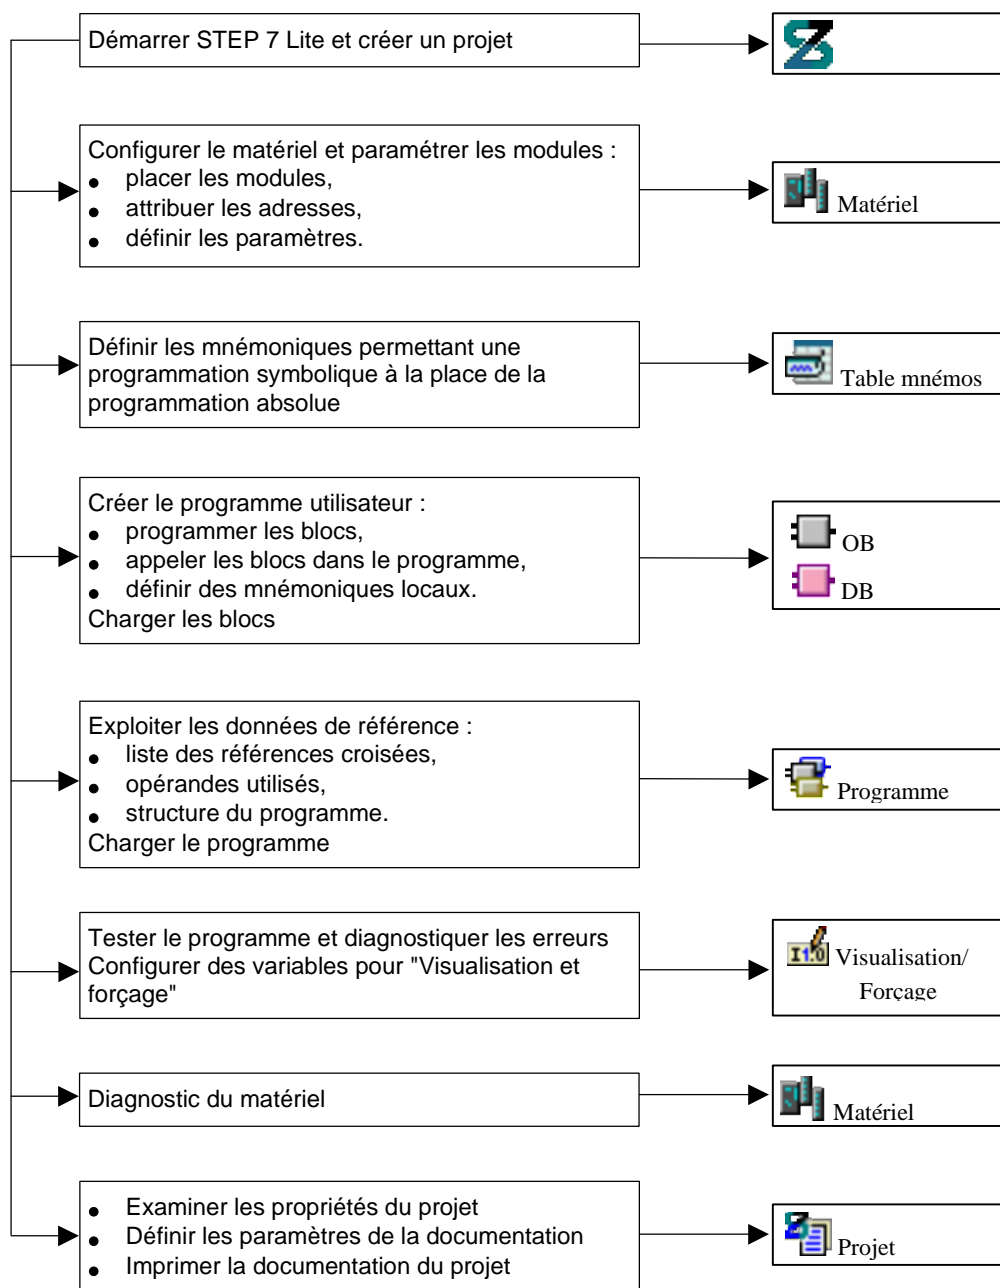 Démarrer STEP 7 Lite et créer un projet
Configurer le matériel et paramétrer les modules :
• placer les modules,
• attribuer les adresses,
• définir les paramètres.
Matériel
Définir les mnémoniques permettant une
programmation symbolique à la place de la
programmation absolue
Table mnémos
Créer le programme utilisateur :
• programmer les blocs,
• appeler les blocs dans le programme,
• définir des mnémoniques locaux.
Charger les blocs
OB
DB
Exploiter les données de référence :
• liste des références croisées,
• opérandes utilisés,
• structure du programme.
Charger le programme
Programme
Tester le programme et diagnostiquer les erreurs
Configurer des variables pour "Visualisation et
forçage"
I1.0
Visualisation/
Forçage
Diagnostic du matériel
Matériel
• Examiner les propriétés du projet
• Définir les paramètres de la documentation
• Imprimer la documentation du projet
Projet